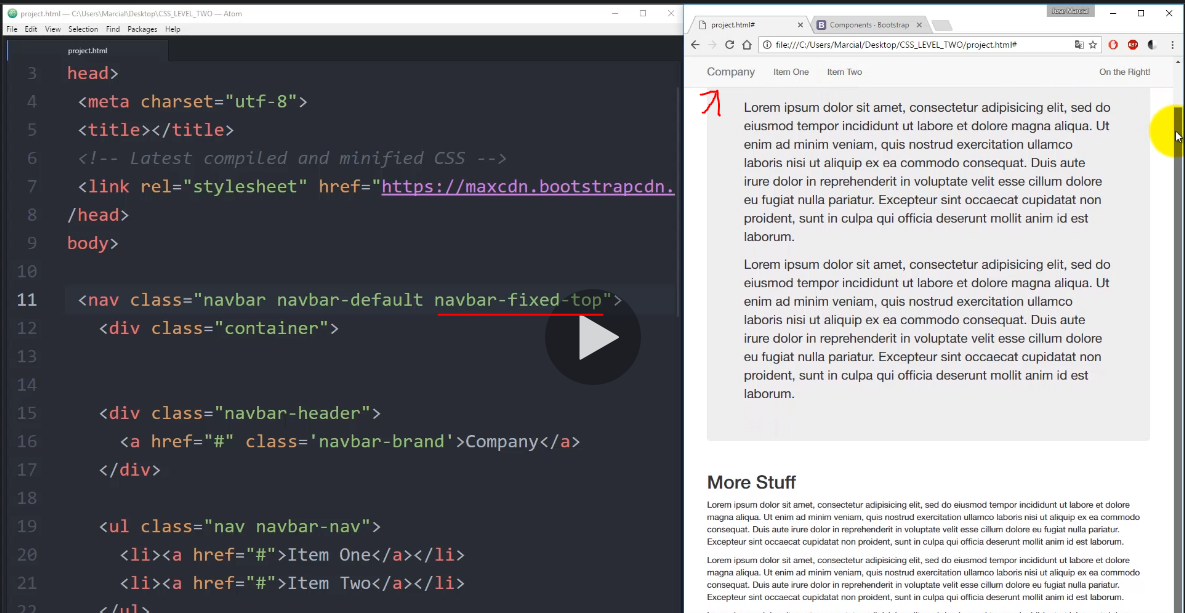 project.html — C:\Users\Marcial\Desktop\CSS_LEVEL_TWO — Atom
File Edit View Selection Find Packages Help
project.html
3 head>
4 <meta charset="utf-8">
5 <title></title>
6 <!-- Latest compiled and minified CSS -->
7 <link rel="stylesheet" href="https://maxcdn.bootstrapcdn.
8 /head>
9 body>
10
11 <nav class="navbar navbar-default navbar-fixed-top">
12 <div class="container">
13
14
15 <div class="navbar-header">
16 <a href="#" class='navbar-brand'>Company</a>
17 </div>
18
19 <ul class="nav navbar-nav">
20 <li><a href="#">Item One</a></li>
21 <li><a href="#">Item Two</a></li>
22 </ul>
Jose Marcial
project.html#
Components · Bootstrap
file:///C:/Users/Marcial/Desktop/CSS_LEVEL_TWO/project.html#
Company Item One Item Two On the Right!
Lorem ipsum dolor sit amet, consectetur adipisicing elit, sed do
eiusmod tempor incididunt ut labore et dolore magna aliqua. Ut
enim ad minim veniam, quis nostrud exercitation ullamco
laboris nisi ut aliquip ex ea commodo consequat. Duis aute
irure dolor in reprehenderit in voluptate velit esse cillum dolore
eu fugiat nulla pariatur. Excepteur sint occaecat cupidatat non
proident, sunt in culpa qui officia deserunt mollit anim id est
laborum.
Lorem ipsum dolor sit amet, consectetur adipisicing elit, sed do
eiusmod tempor incididunt ut labore et dolore magna aliqua. Ut
enim ad minim veniam, quis nostrud exercitation ullamco
laboris nisi ut aliquip ex ea commodo consequat. Duis aute
irure dolor in reprehenderit in voluptate velit esse cillum dolore
eu fugiat nulla pariatur. Excepteur sint occaecat cupidatat non
proident, sunt in culpa qui officia deserunt mollit anim id est
laborum.
More Stuff
Lorem ipsum dolor sit amet, consectetur adipisicing elit, sed do eiusmod tempor incididunt ut labore et dolore
magna aliqua. Ut enim ad minim veniam, quis nostrud exercitation ullamco laboris nisi ut aliquip ex ea commodo
consequat. Duis aute irure dolor in reprehenderit in voluptate velit esse cillum dolore eu fugiat nulla pariatur.
Excepteur sint occaecat cupidatat non proident, sunt in culpa qui officia deserunt mollit anim id est laborum.
Lorem ipsum dolor sit amet, consectetur adipisicing elit, sed do eiusmod tempor incididunt ut labore et dolore
magna aliqua. Ut enim ad minim veniam, quis nostrud exercitation ullamco laboris nisi ut aliquip ex ea commodo
consequat. Duis aute irure dolor in reprehenderit in voluptate velit esse cillum dolore eu fugiat nulla pariatur.
Excepteur sint occaecat cupidatat non proident, sunt in culpa qui officia deserunt mollit anim id est laborum.